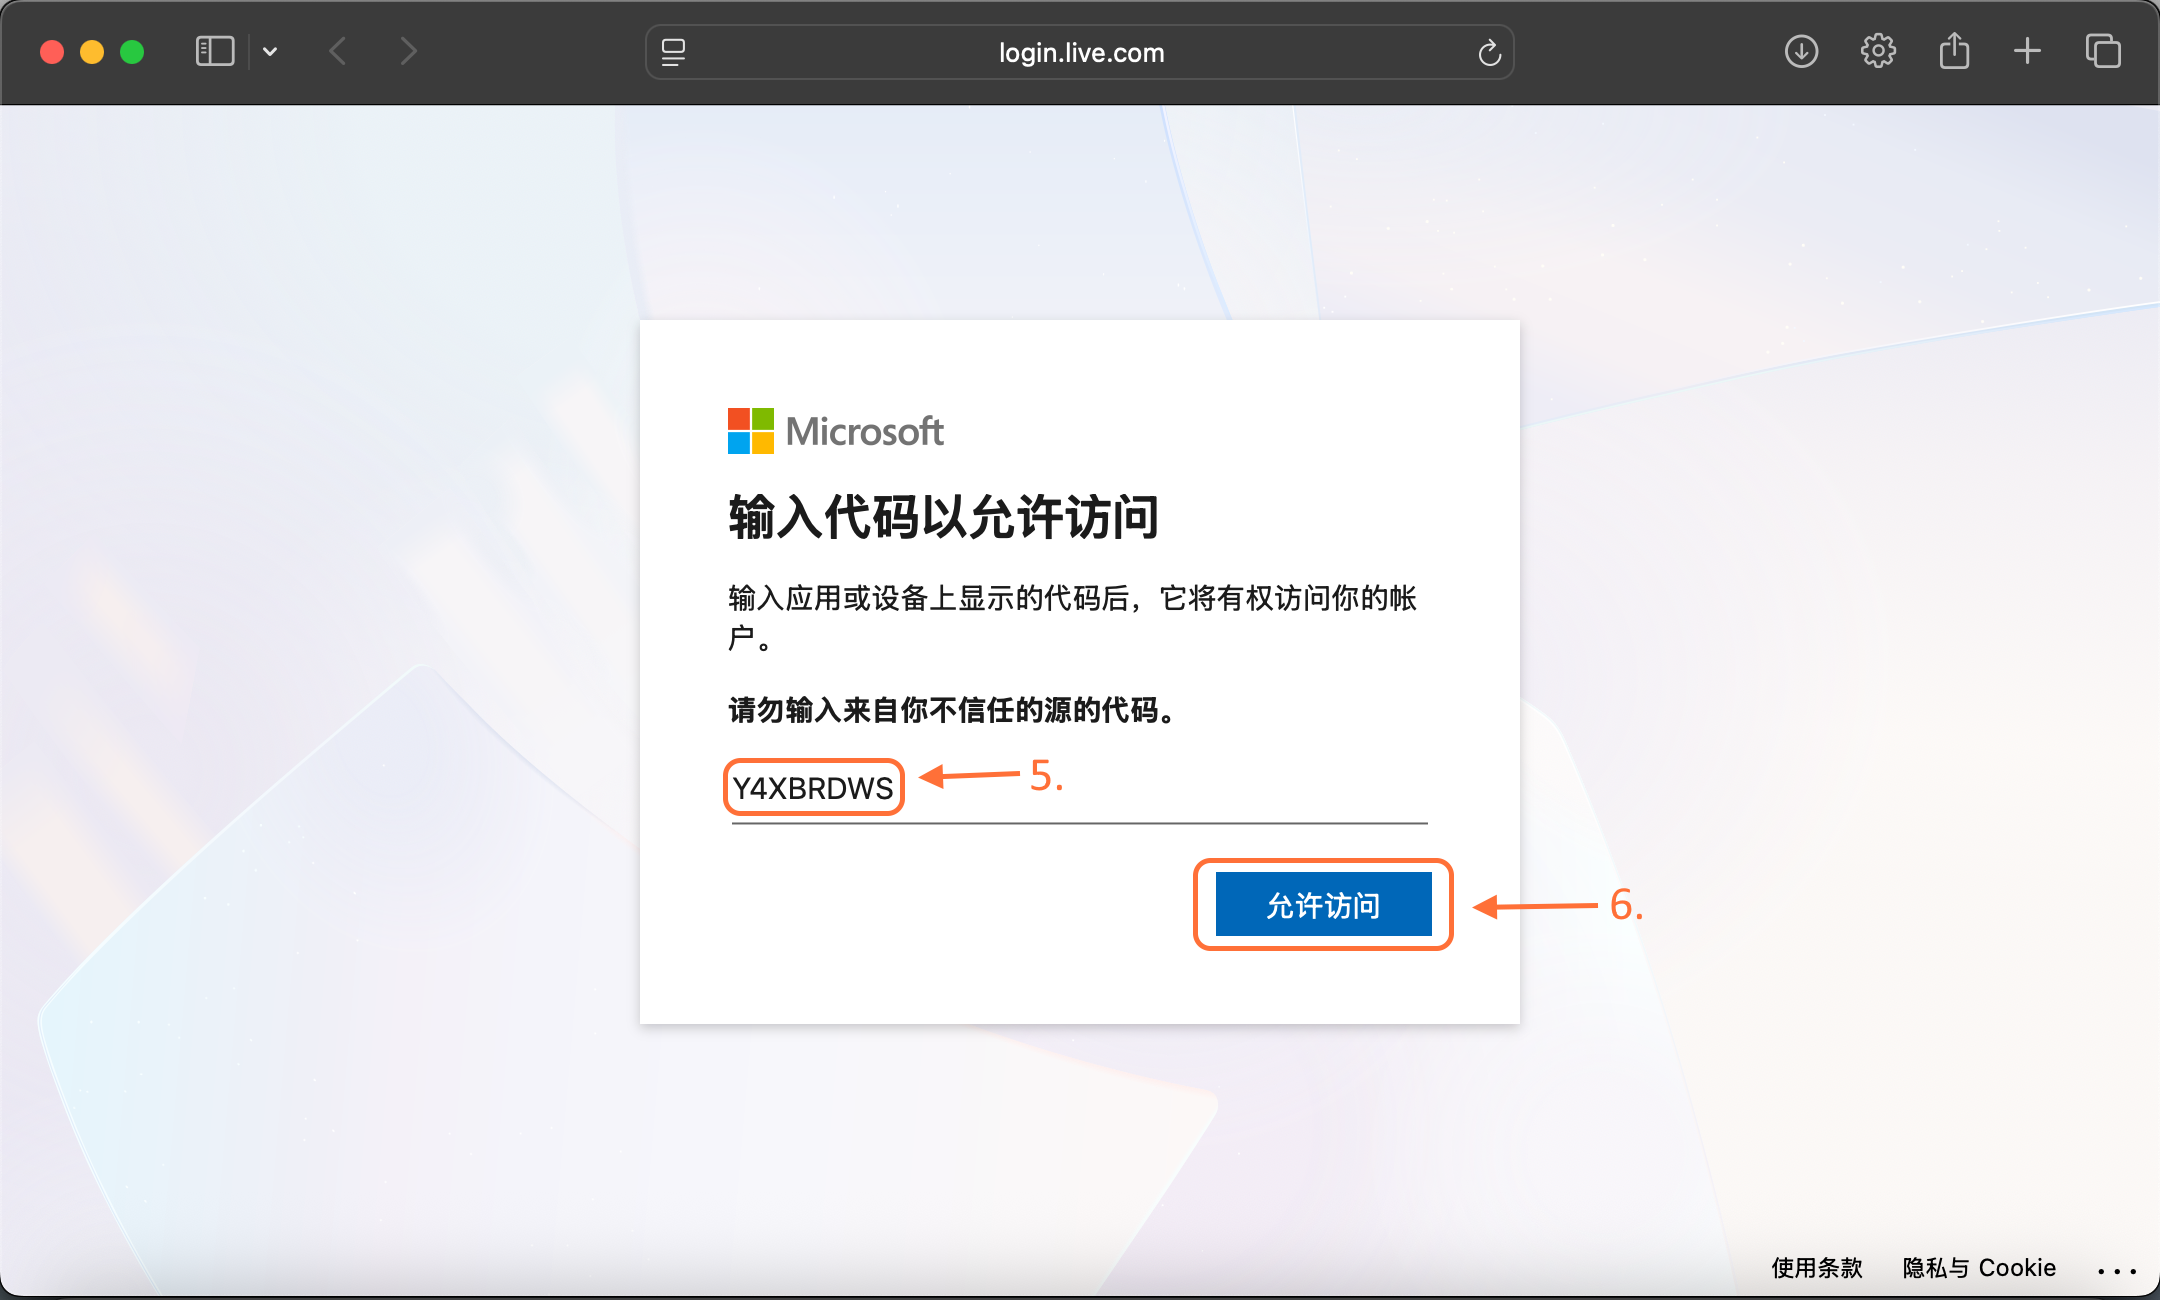 login.live.com
Microsoft
输入代码以允许访问
输入应用或设备上显示的代码后，它将有权访问你的帐
户。
请勿输入来自你不信任的源的代码。
Y4XBRDWS
5.
允许访问
6.
使用条款 隐私与 Cookie ...